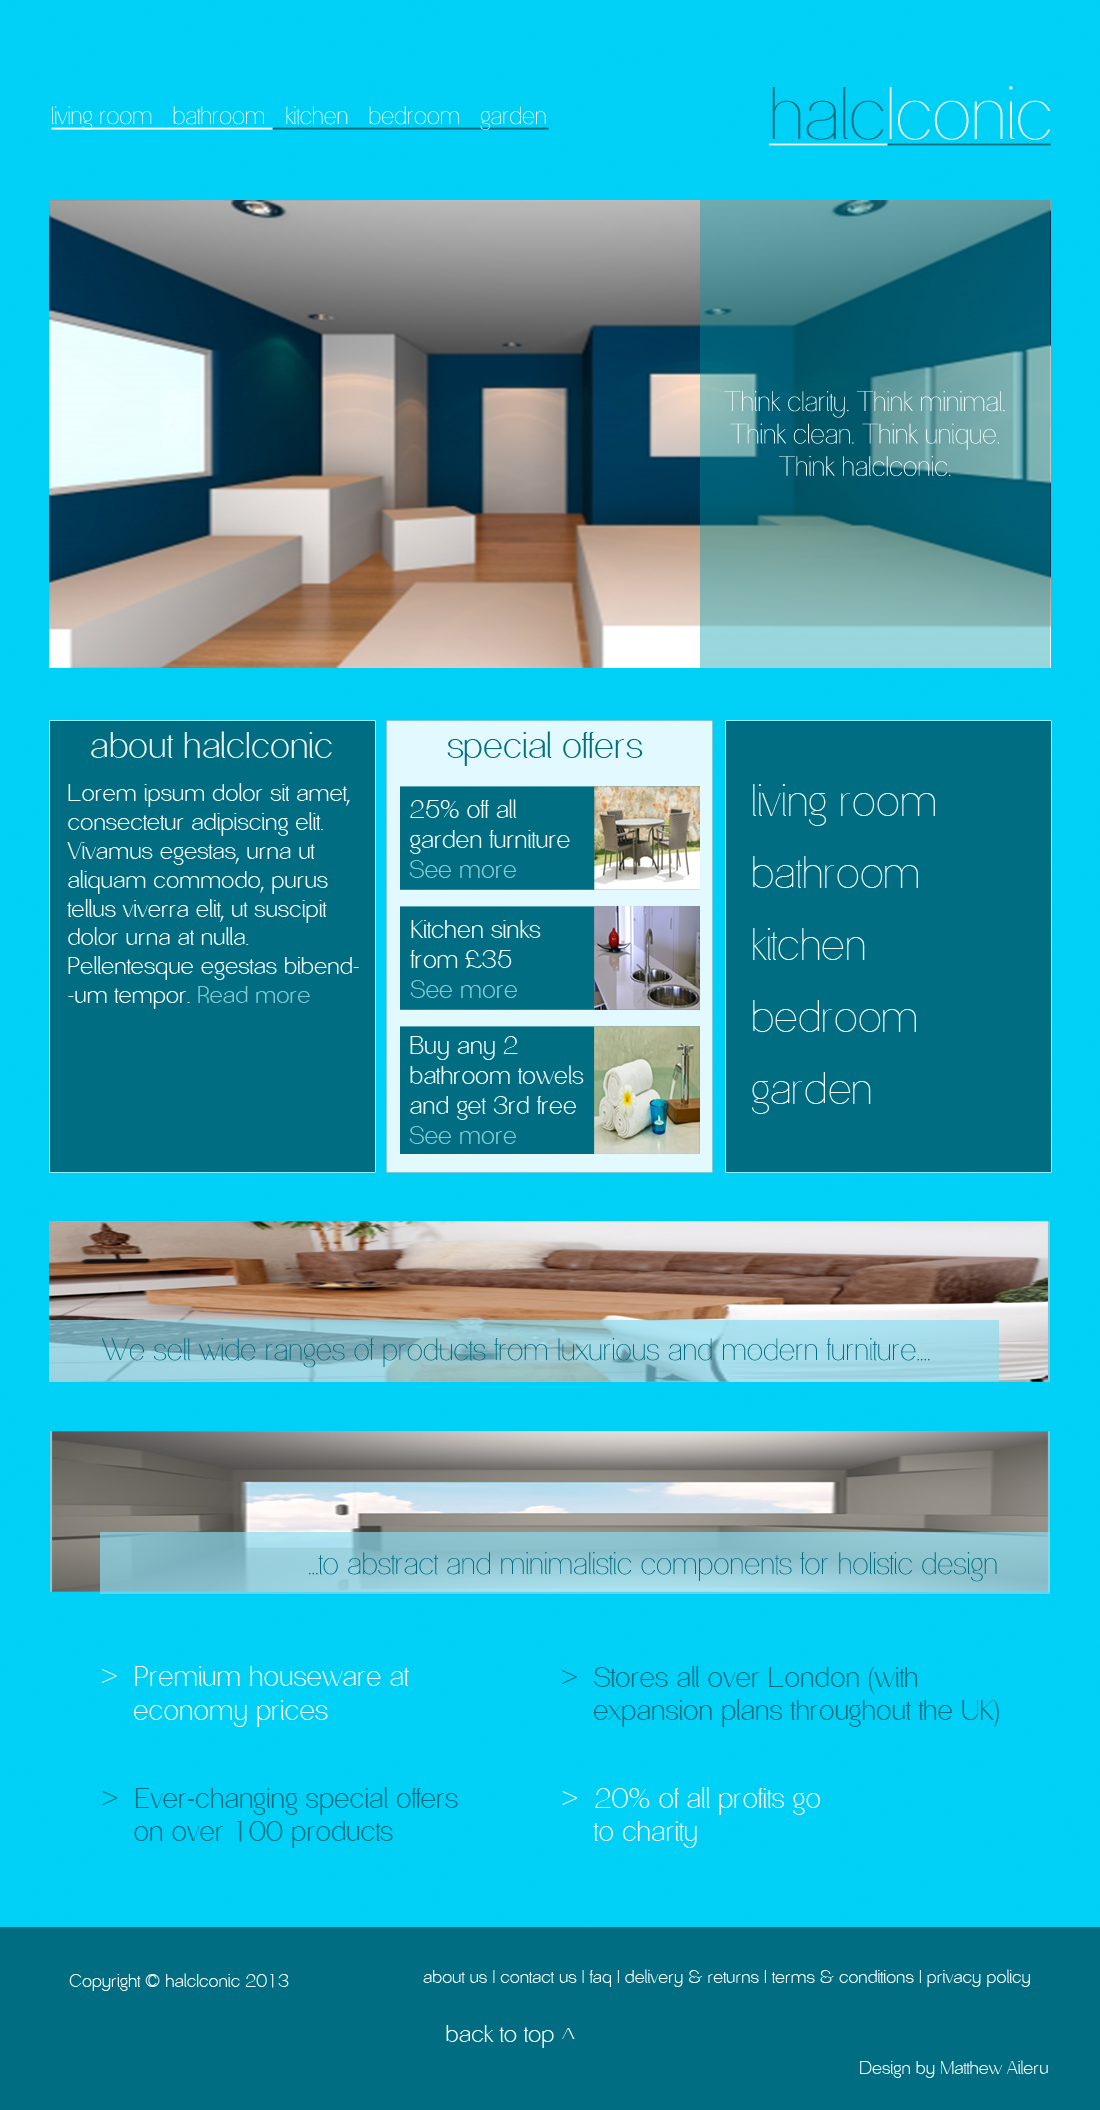 living room bathroom kitchen bedroom garden
halcIconic
Think clarity. Think minimal.
Think clean. Think unique.
Think halcIconic.
about halcIconic
Lorem ipsum dolor sit amet,
consectetur adipiscing elit.
Vivamus egestas, urna ut
aliquam commodo, purus
tellus viverra elit, ut suscipit
dolor urna at nulla.
Pellentesque egestas bibend-
-um tempor. Read more
special offers
25% off all
garden furniture
See more
Kitchen sinks
from £35
See more
Buy any 2
bathroom towels
and get 3rd free
See more
living room
bathroom
kitchen
bedroom
garden
We sell wide ranges of products from luxurious and modern furniture....
...to abstract and minimalistic components for holistic design
> Premium houseware at
economy prices
> Stores all over London (with
expansion plans throughout the UK)
> Ever-changing special offers
on over 100 products
> 20% of all profits go
to charity
Copyright © halcIconic 2013
about us | contact us | faq | delivery & returns | terms & conditions | privacy policy
back to top ^
Design by Matthew Aileru